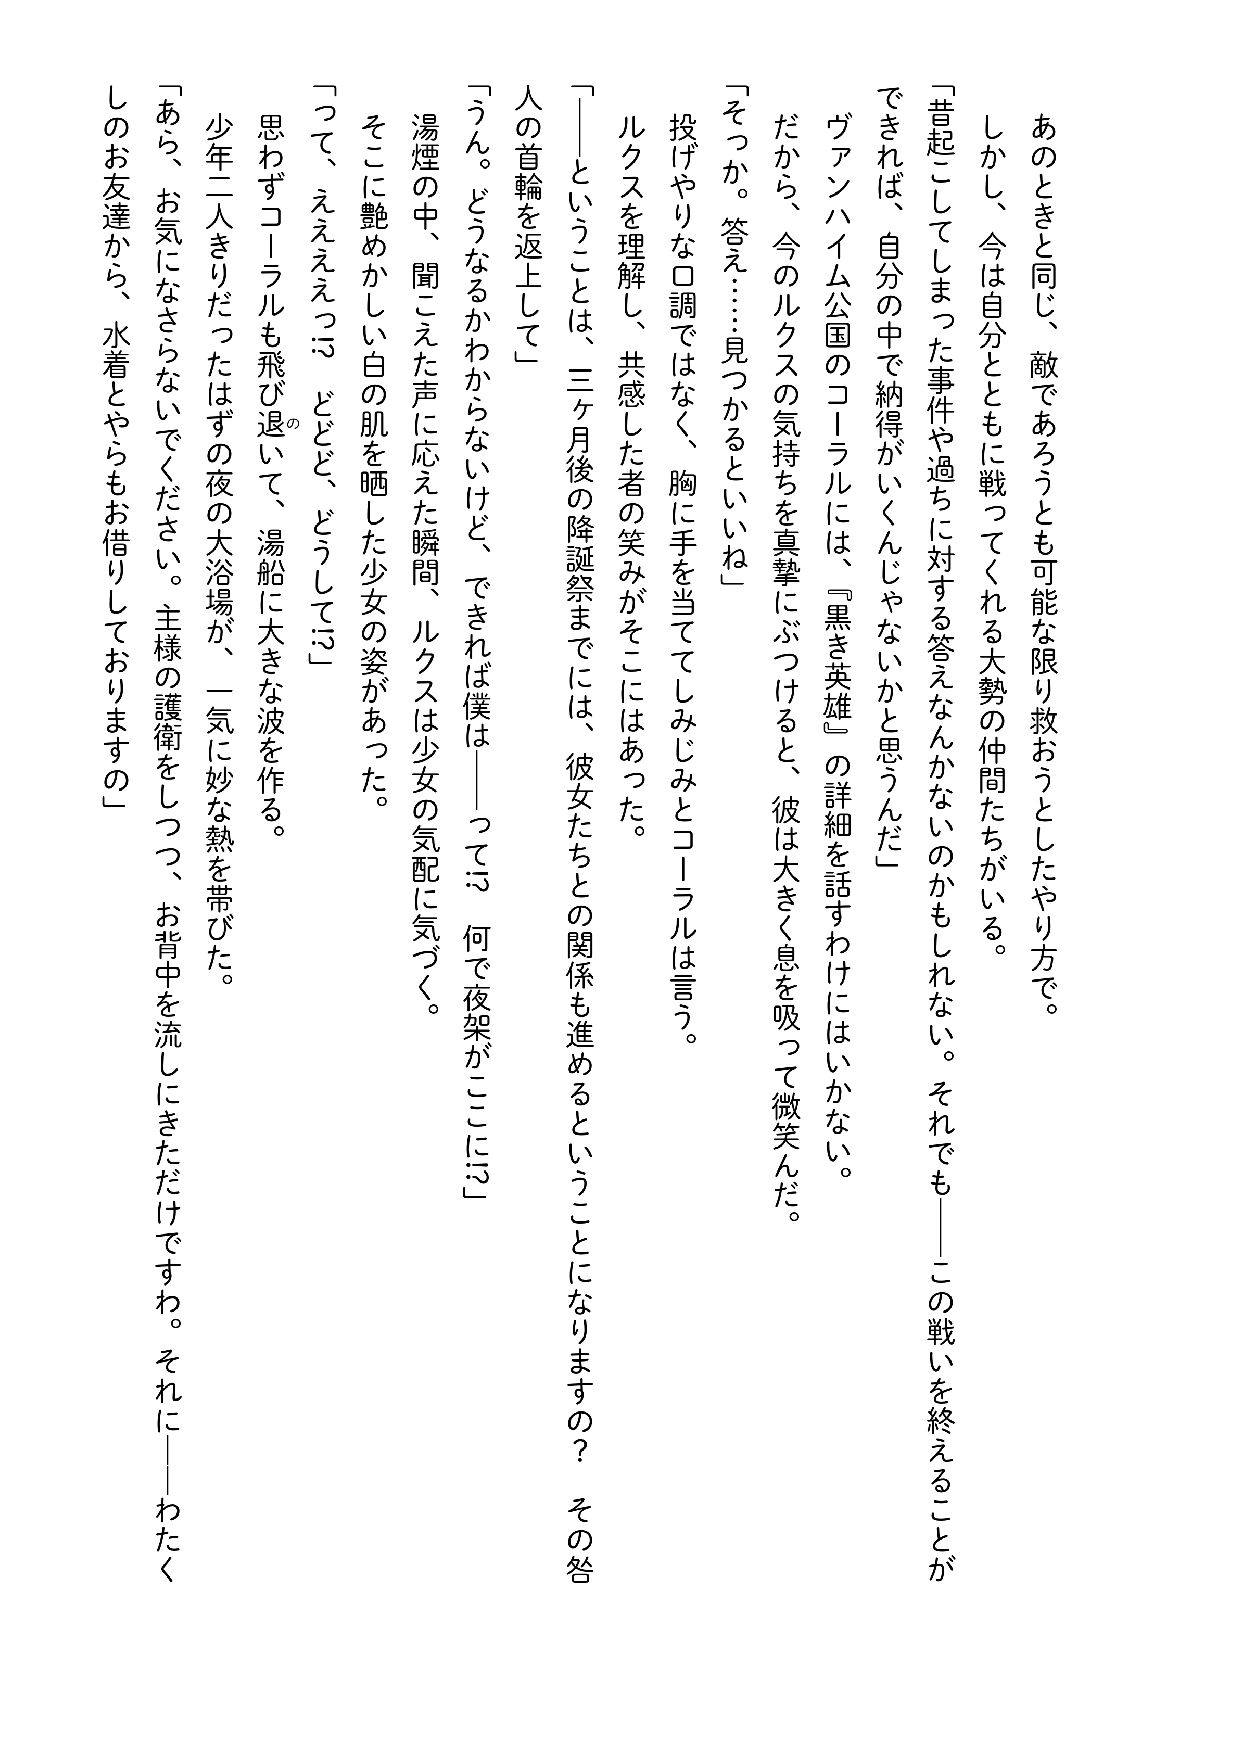 あのときと同じ、敵であろうとも可能な限り救おうとしたやり方で。
しかし、今は自分とともに戦ってくれる大勢の仲間たちがいる。
「昔起こしてしまった事件や過ちに対する答えなんかないのかもしれない。それでも――この戦いを終えることが
できれば、自分の中で納得がいくんじゃないかと思うんだ」
ヴァンハイム公国のコーラルには、『黒き英雄』の詳細を話すわけにはいかない。
だから、今のルクスの気持ちを真摯にぶつけると、彼は大きく息を吸って微笑んだ。
「そっか。答え……見つかるといいね」
投げやりな口調ではなく、胸に手を当ててしみじみとコーラルは言う。
ルクスを理解し、共感した者の笑みがそこにはあった。
「――ということは、三ヶ月後の降誕祭までには、彼女たちとの関係も進めるということになりますの？　その咎
人の首輪を返上して」
「うん。どうなるかわからないけど、できれば僕は――って!?　何で夜架がここに!?」
湯煙の中、聞こえた声に応えた瞬間、ルクスは少女の気配に気づく。
そこに艶めかしい白の肌を晒した少女の姿があった。
「って、ええええっ!?　どどど、どうして!?」
思わずコーラルも飛び退のいて、湯船に大きな波を作る。
少年二人きりだったはずの夜の大浴場が、一気に妙な熱を帯びた。
「あら、お気になさらないでください。主様の護衛をしつつ、お背中を流しにきただけですわ。それに――わたく
しのお友達から、水着とやらもお借りしておりますの」